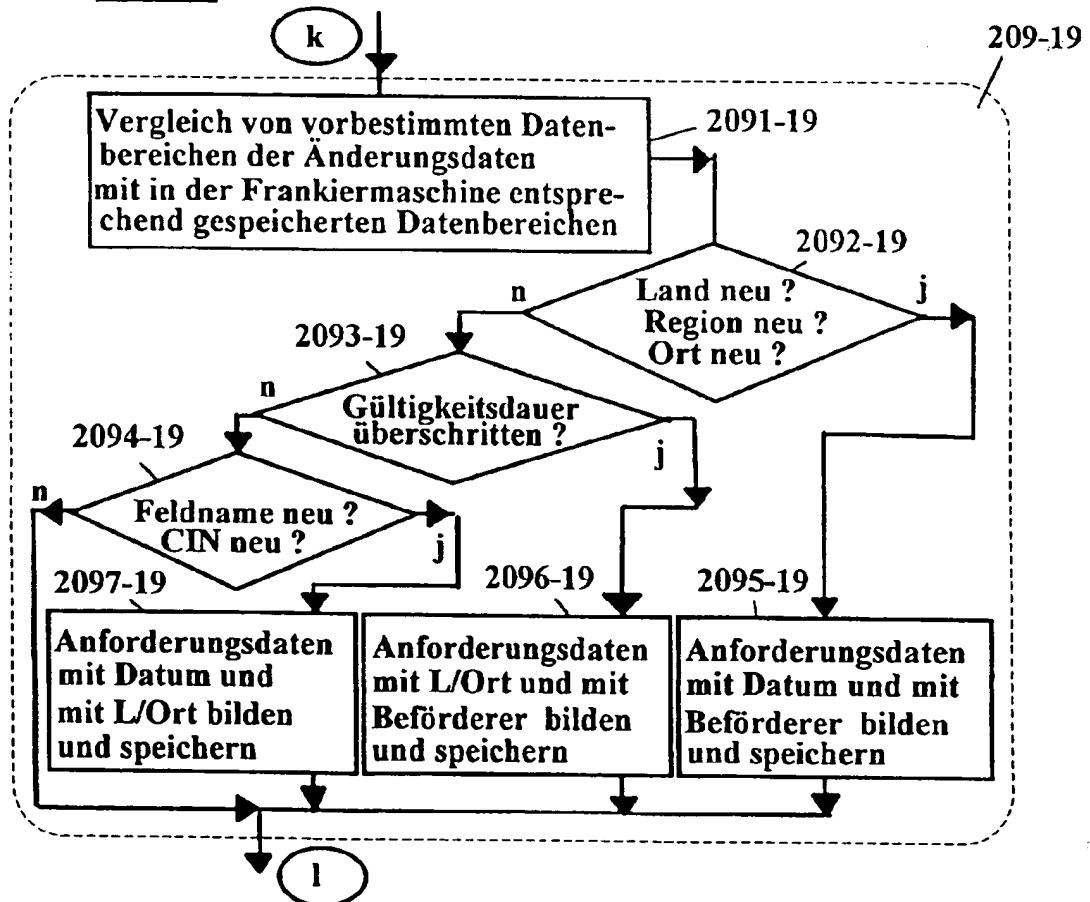 k
209-19
Vergleich von vorbestimmten Daten-
bereichen der Änderungsdaten
mit in der Frankiermaschine entspre-
chend gespeicherten Datenbereichen
2091-19
2092-19
n
Land neu ?
Region neu ?
Ort neu ?
j
2093-19
n
Gültigkeitsdauer
überschritten ?
j
2094-19
n
Feldname neu ?
CIN neu ?
j
2097-19
Anforderungsdaten
mit Datum und
mit L/Ort bilden
und speichern
2096-19
Anforderungsdaten
mit L/Ort und mit
Beförderer bilden
und speichern
2095-19
Anforderungsdaten
mit Datum und mit
Beförderer bilden
und speichern
l